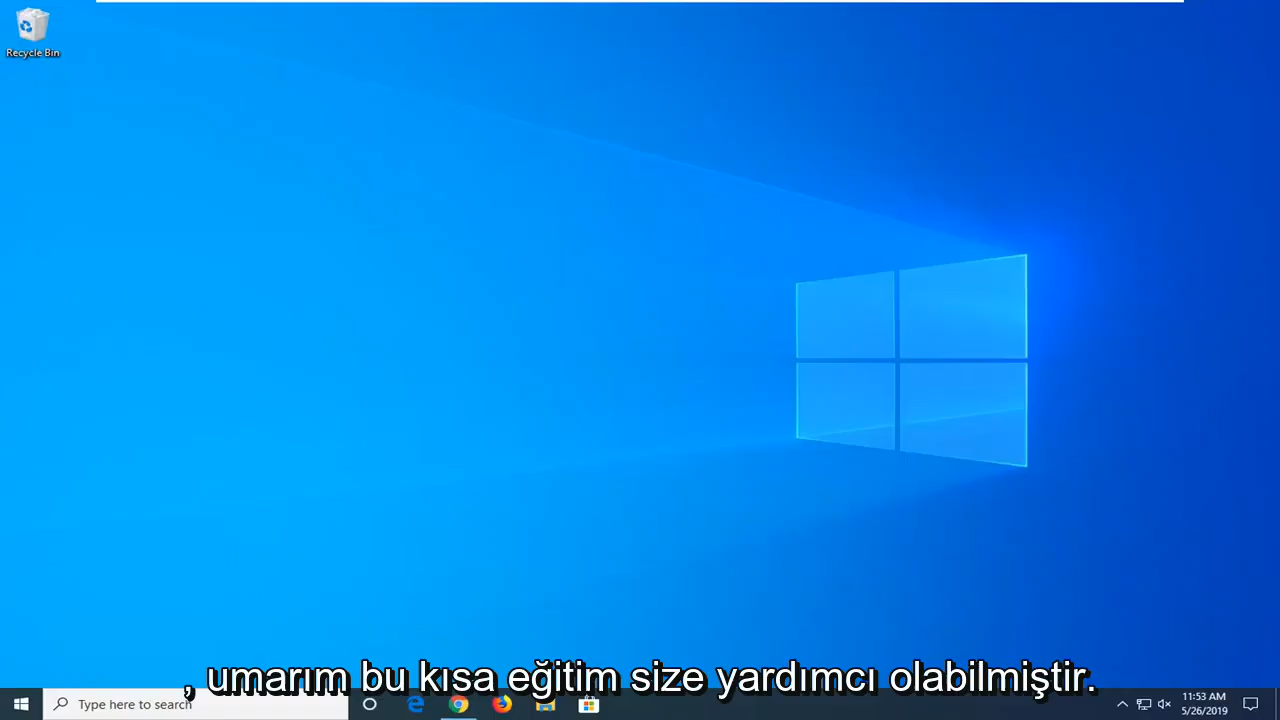 Recycle Bin
, umarım bu kısa eğitim size yardımcı olabilmiştir.
Type here to search
11:53 AM
5/26/2019